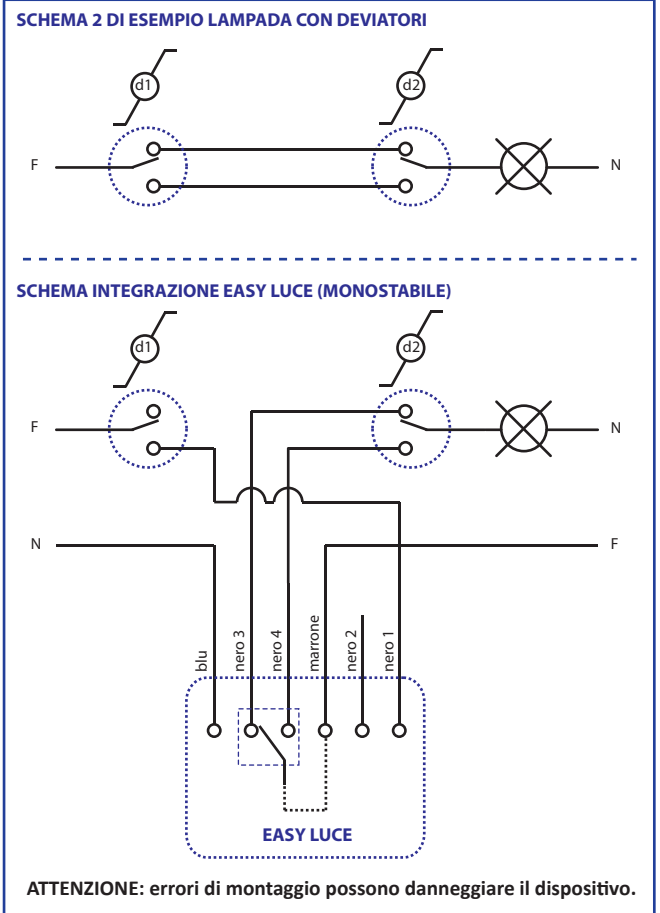 SCHEMA 2 DI ESEMPIO LAMPADA CON DEVIATORI
d1
d2
F
N
SCHEMA INTEGRAZIONE EASY LUCE (MONOSTABILE)
d1
d2
F
N
N
F
blu
nero 3
nero 4
marrone
nero 2
nero 1
EASY LUCE
ATTENZIONE: errori di montaggio possono danneggiare il dispositivo.